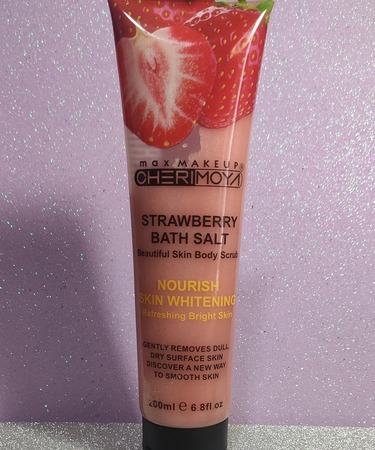 max MAKEUP®
CHERIMOYA
STRAWBERRY
BATH SALT
Beautiful Skin Body Scrub
NOURISH
SKIN WHITENING
Refreshing Bright Skin
GENTLY REMOVES DULL,
DRY SURFACE SKIN
DISCOVER A NEW WAY
TO SMOOTH SKIN
200ml e 6.8fl.oz